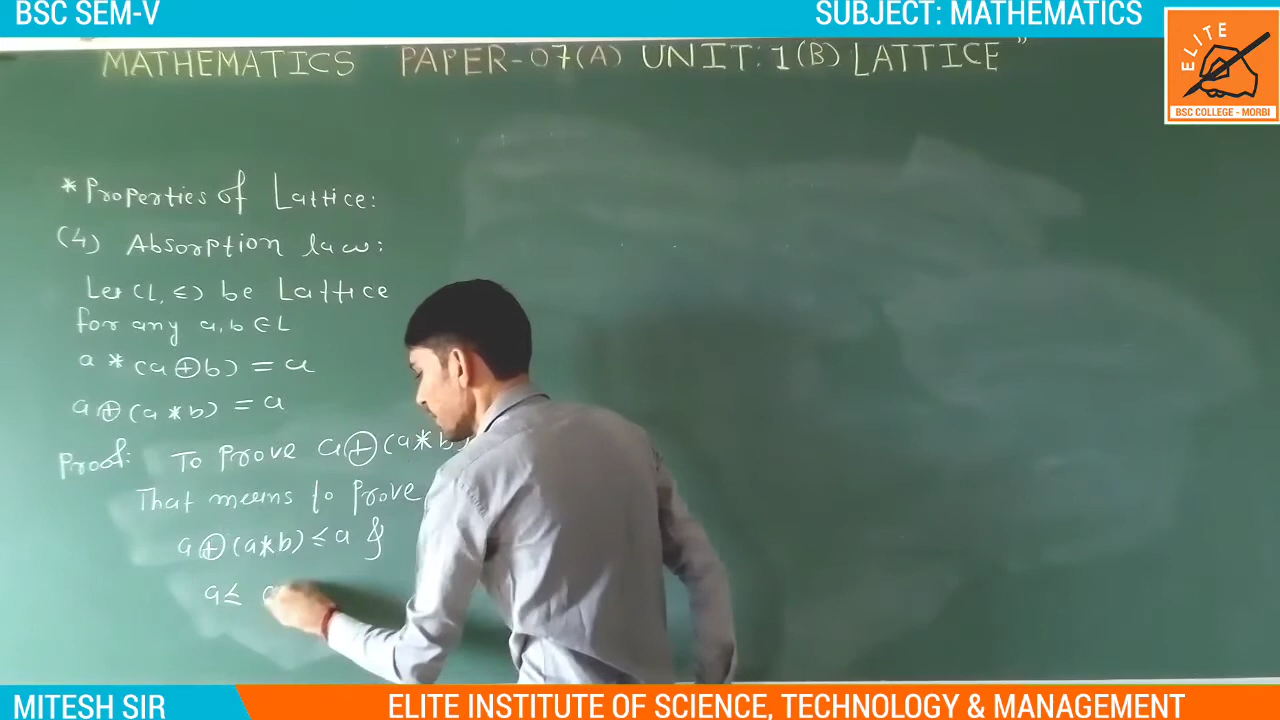 BSC SEM-V
SUBJECT: MATHEMATICS
ELITE
BSC COLLEGE - MORBI
MATHEMATICS PAPER-07(A) UNIT: 1(B) LATTICE"
* Properties of Lattice:
(4) Absorption law:
Let (L, ≤) be Lattice
for any a, b ∈ L
a * (a ⊕ b) = a
a ⊕ (a * b) = a
Proof: To prove a ⊕ (a * b)
That means to prove
a ⊕ (a * b) ≤ a &
a ≤ a
MITESH SIR
ELITE INSTITUTE OF SCIENCE, TECHNOLOGY & MANAGEMENT